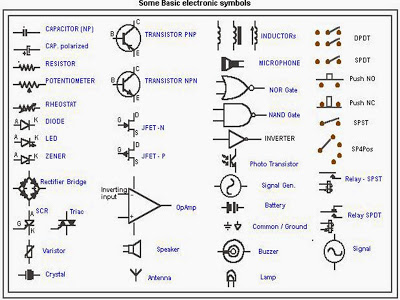 Some Basic electronic symbols
CAPACITOR (NP)
CAP. polarized
RESISTOR
POTENTIOMETER
RHEOSTAT
A K DIODE
A K LED
A K ZENER
Rectifier Bridge
SCR
A
G
K
Triac
Varistor
Crystal
C
B
E
TRANSISTOR PNP
C
B
E
TRANSISTOR NPN
D
G
S
JFET -N
D
G
S
JFET - P
Inverting
input
OpAmp
Speaker
Antenna
INDUCTORs
MICROPHONE
NOR Gate
NAND Gate
INVERTER
Photo Transistor
Signal Gen.
Battery
Common / Ground
Buzzer
Lamp
DPDT
SPDT
Push NO
Push NC
SPST
SP4Pos
Relay - SPST
Relay SPDT
Signal